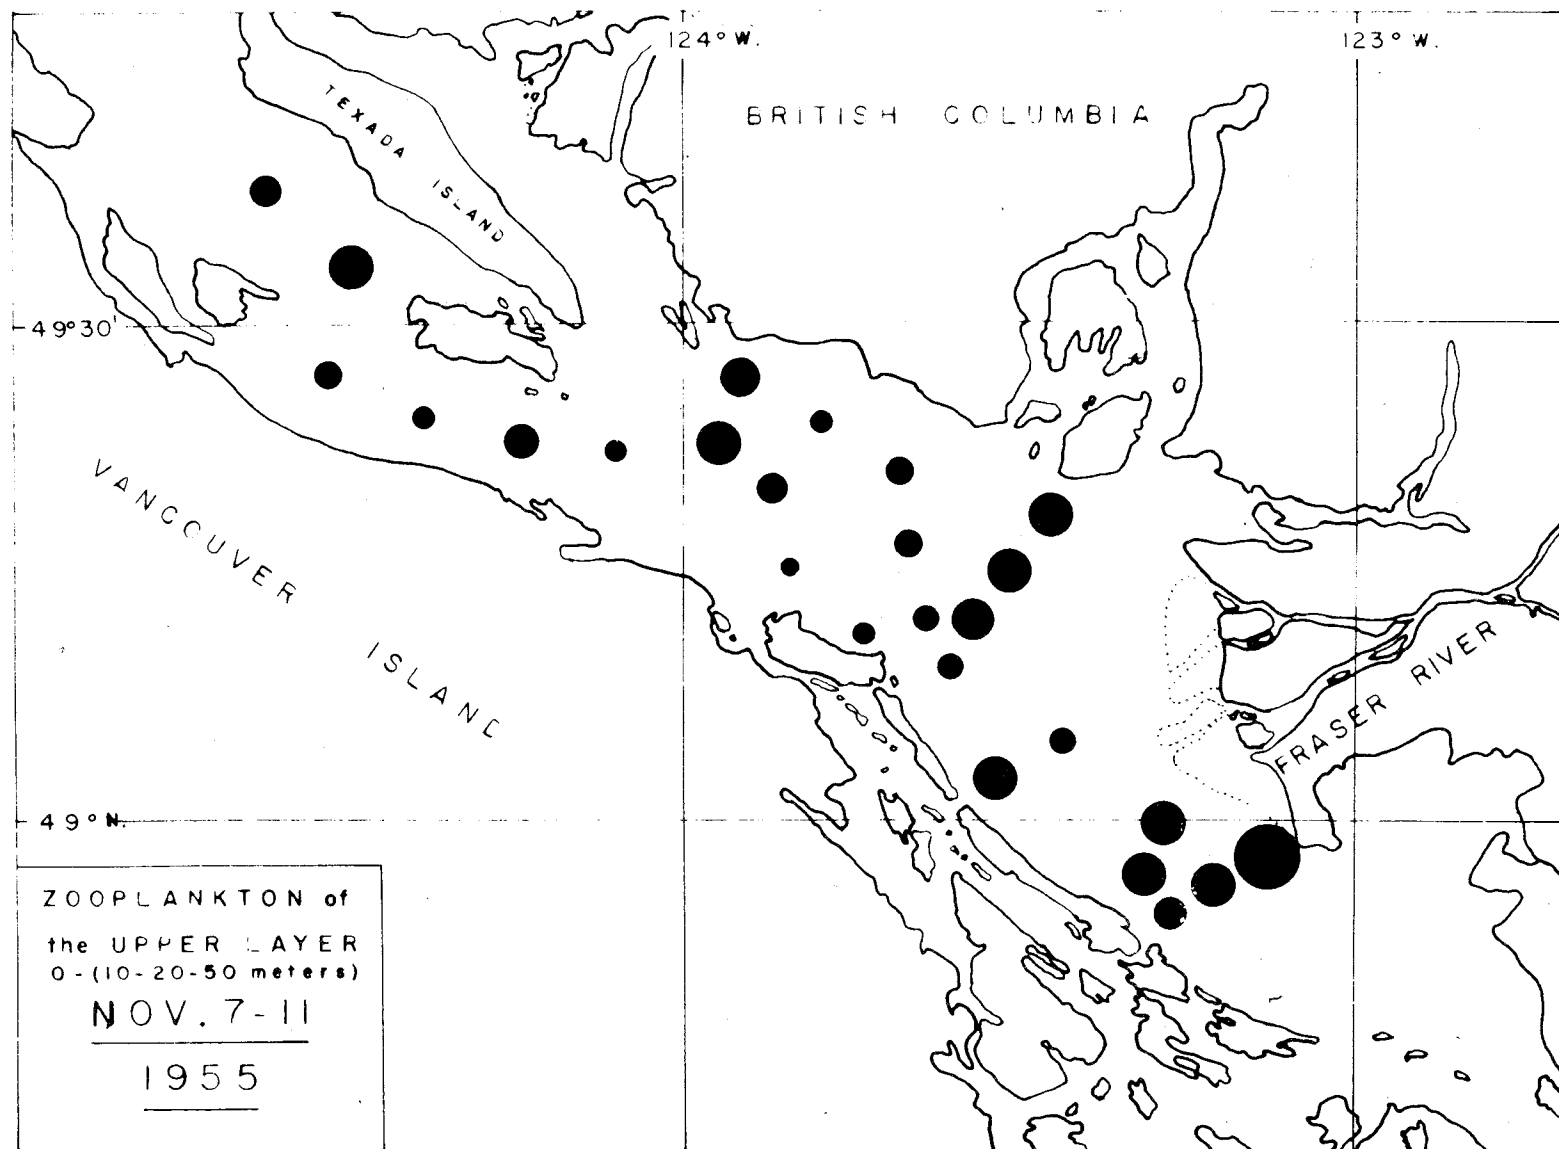 124° W.
123° W.
BRITISH COLUMBIA
TEXADA ISLAND
49°30'
VANCOUVER ISLAND
FRASER RIVER
49° N.
ZOOPLANKTON of
the UPPER LAYER
0-(10-20-50 meters)
NOV. 7-11
1955